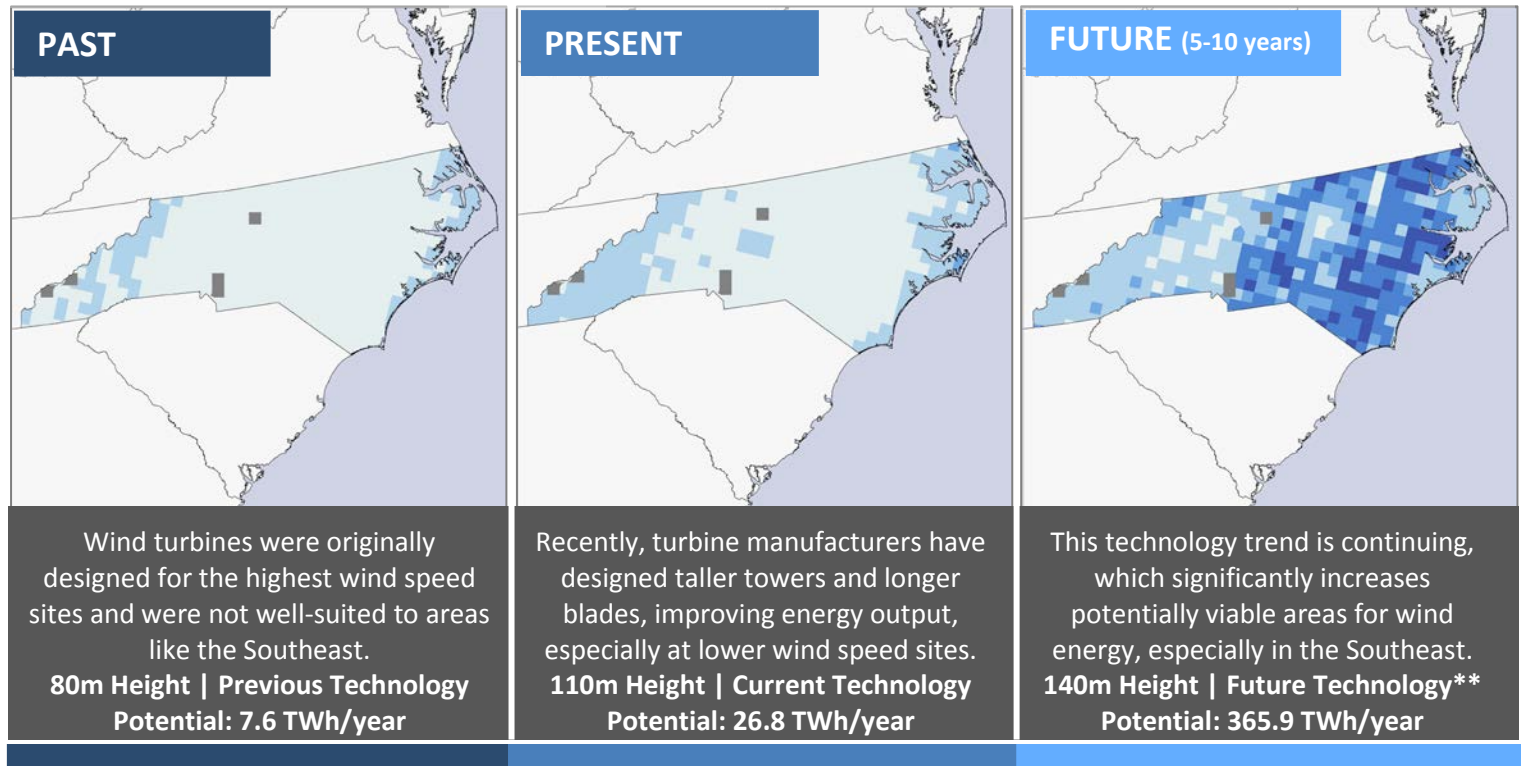 PAST
Wind turbines were originally
designed for the highest wind speed
sites and were not well-suited to areas
like the Southeast.
80m Height | Previous Technology
Potential: 7.6 TWh/year
PRESENT
Recently, turbine manufacturers have
designed taller towers and longer
blades, improving energy output,
especially at lower wind speed sites.
110m Height | Current Technology
Potential: 26.8 TWh/year
FUTURE (5-10 years)
This technology trend is continuing,
which significantly increases
potentially viable areas for wind
energy, especially in the Southeast.
140m Height | Future Technology**
Potential: 365.9 TWh/year